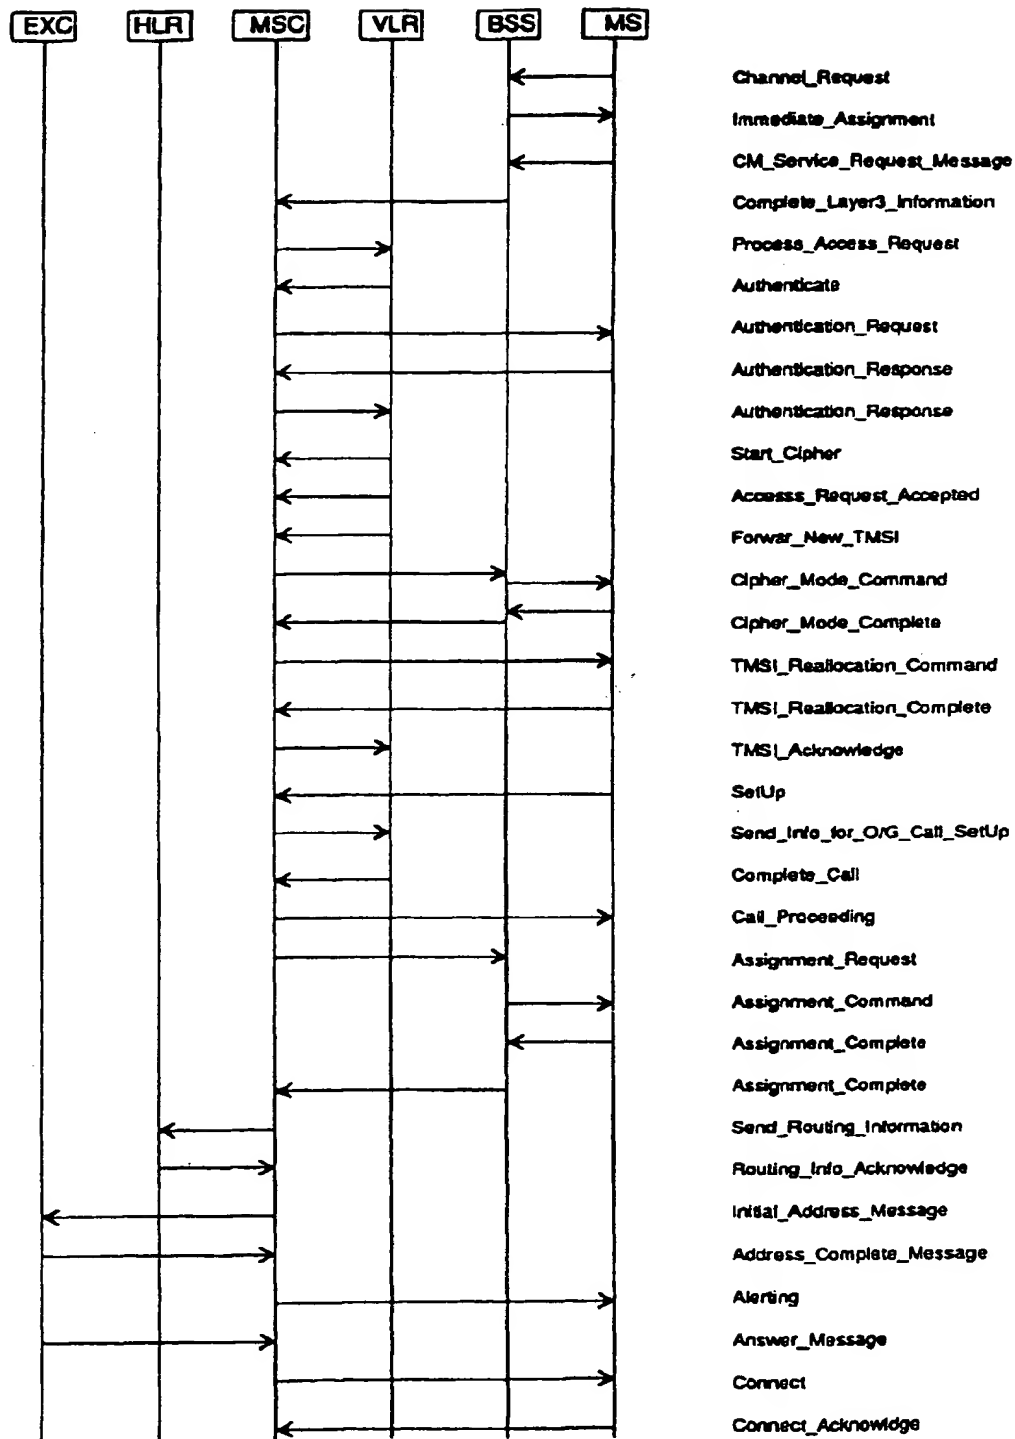 EXC HLR MSC VLR BSS MS
Channel_Request
Immediate_Assignment
CM_Service_Request_Message
Complete_Layer3_Information
Process_Access_Request
Authenticate
Authentication_Request
Authentication_Response
Authentication_Response
Start_Cipher
Accesss_Request_Accepted
Forwar_New_TMSI
Cipher_Mode_Command
Cipher_Mode_Complete
TMSI_Reallocation_Command
TMSI_Reallocation_Complete
TMSI_Acknowledge
SetUp
Send_Info_for_O/G_Call_SetUp
Complete_Call
Call_Proceeding
Assignment_Request
Assignment_Command
Assignment_Complete
Assignment_Complete
Send_Routing_Information
Routing_Info_Acknowledge
Initial_Address_Message
Address_Complete_Message
Alerting
Answer_Message
Connect
Connect_Acknowldge